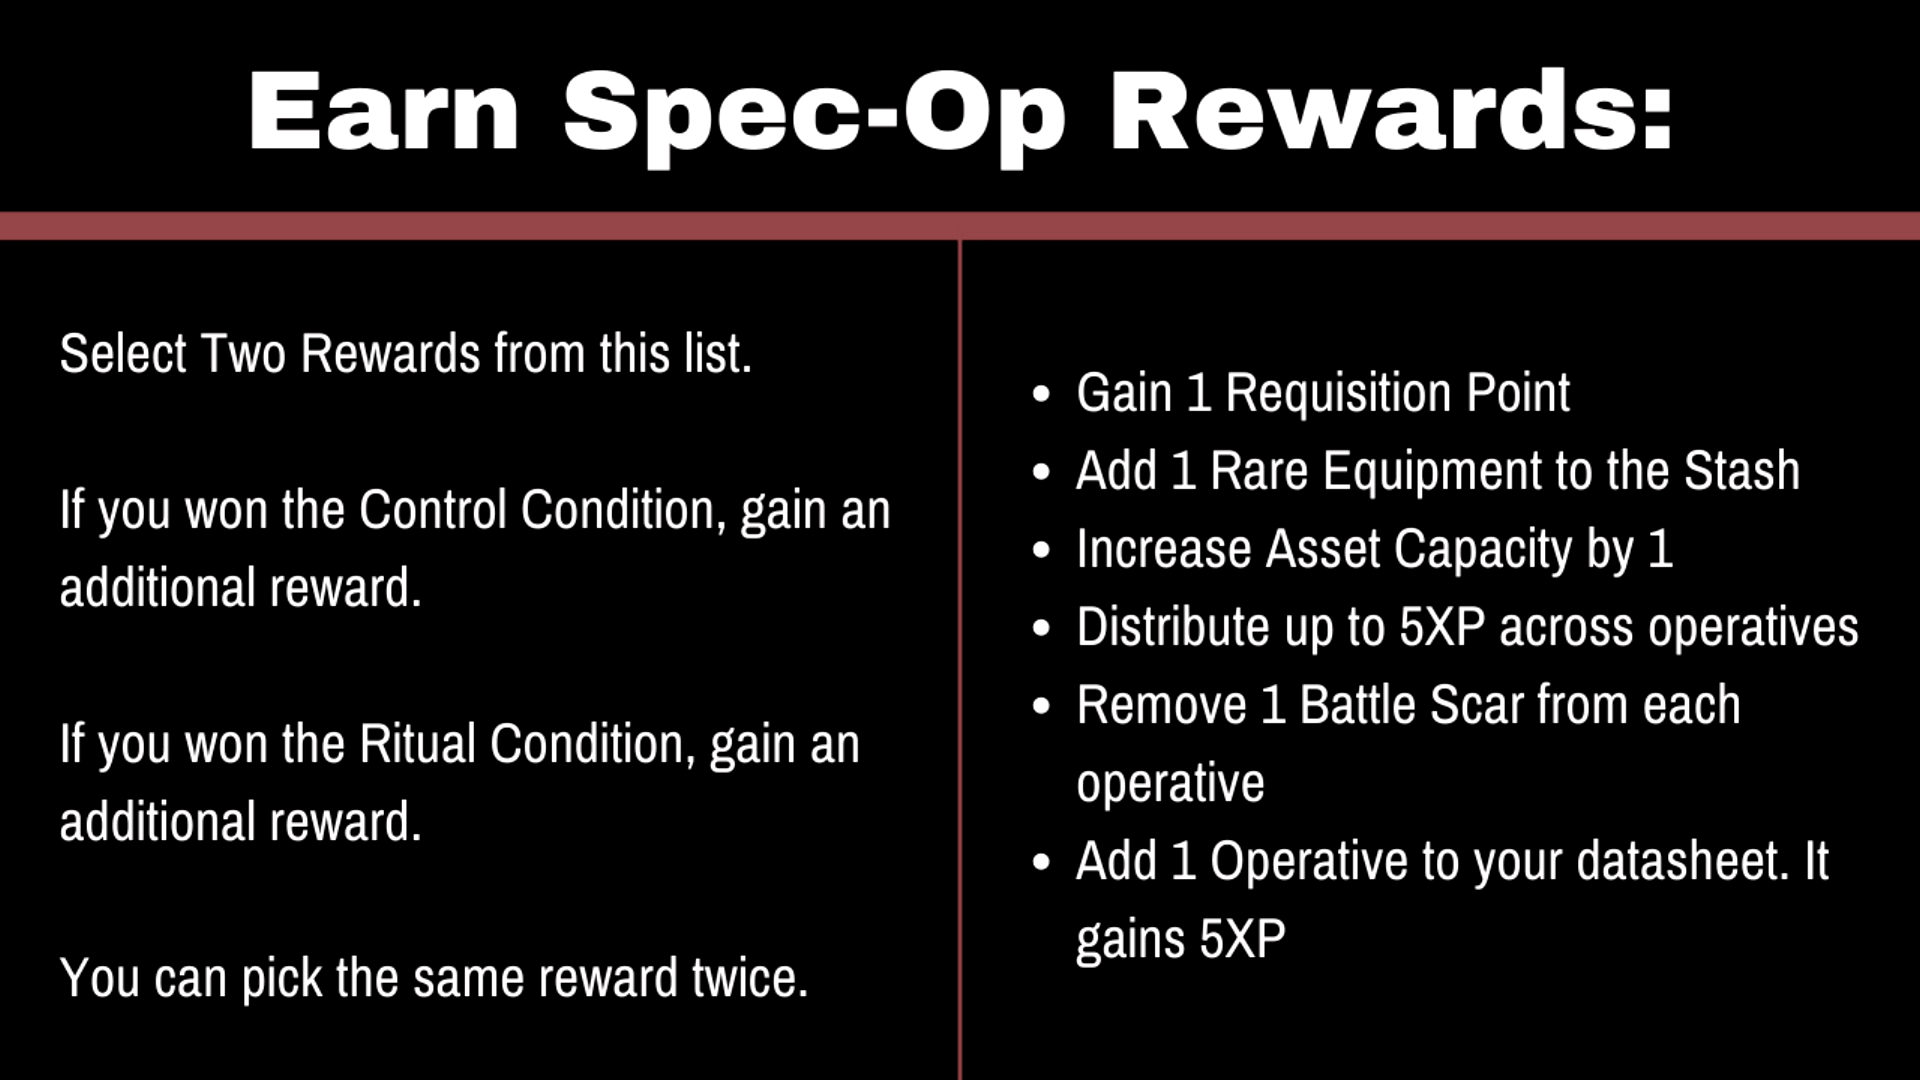 Earn Spec-Op Rewards:
Select Two Rewards from this list.
If you won the Control Condition, gain an
additional reward.
If you won the Ritual Condition, gain an
additional reward.
You can pick the same reward twice.
• Gain 1 Requisition Point
• Add 1 Rare Equipment to the Stash
• Increase Asset Capacity by 1
• Distribute up to 5XP across operatives
• Remove 1 Battle Scar from each
operative
• Add 1 Operative to your datasheet. It
gains 5XP